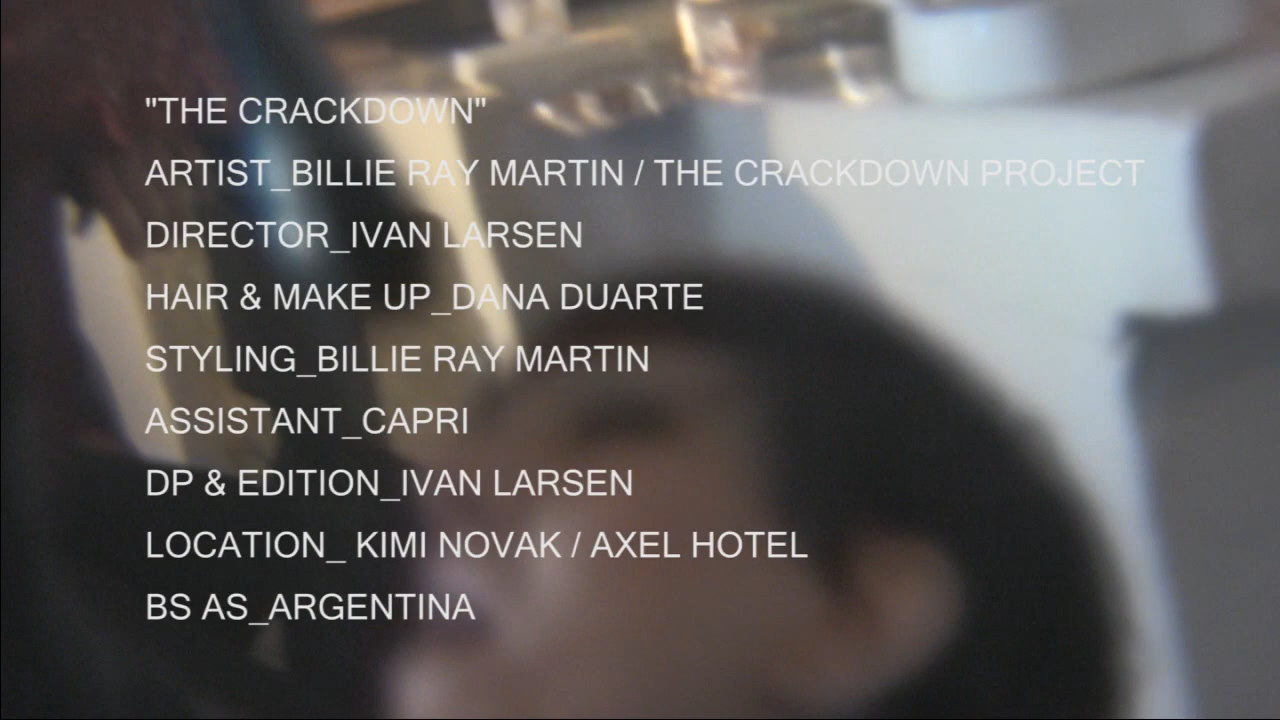 "THE CRACKDOWN"
ARTIST_BILLIE RAY MARTIN / THE CRACKDOWN PROJECT
DIRECTOR_IVAN LARSEN
HAIR & MAKE UP_DANA DUARTE
STYLING_BILLIE RAY MARTIN
ASSISTANT_CAPRI
DP & EDITION_IVAN LARSEN
LOCATION_ KIMI NOVAK / AXEL HOTEL
BS AS_ARGENTINA